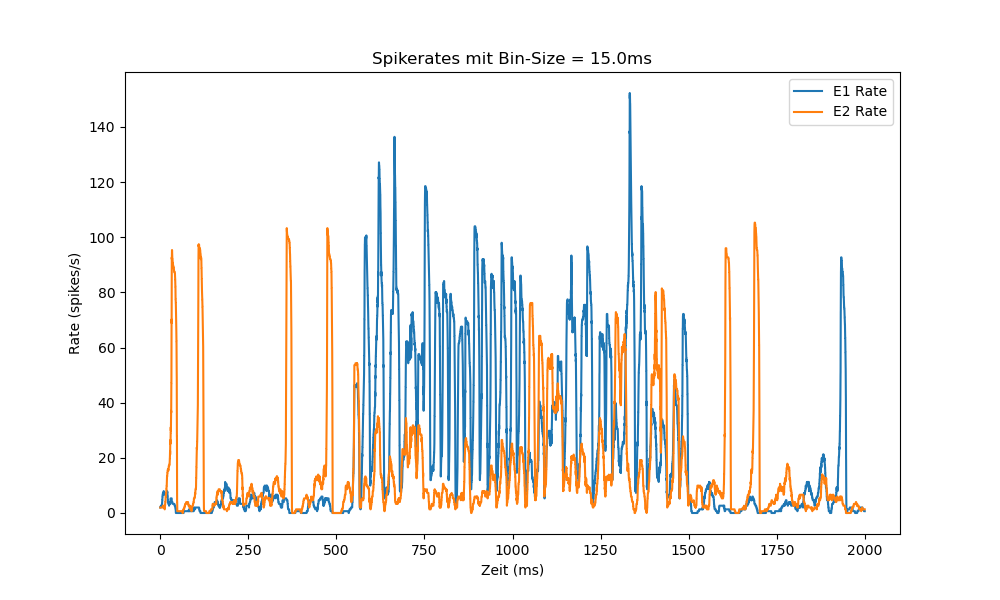 Spikerates mit Bin-Size = 15.0ms
E1 Rate
E2 Rate
140
120
100
80
60
40
20
0
Rate (spikes/s)
0 250 500 750 1000 1250 1500 1750 2000
Zeit (ms)